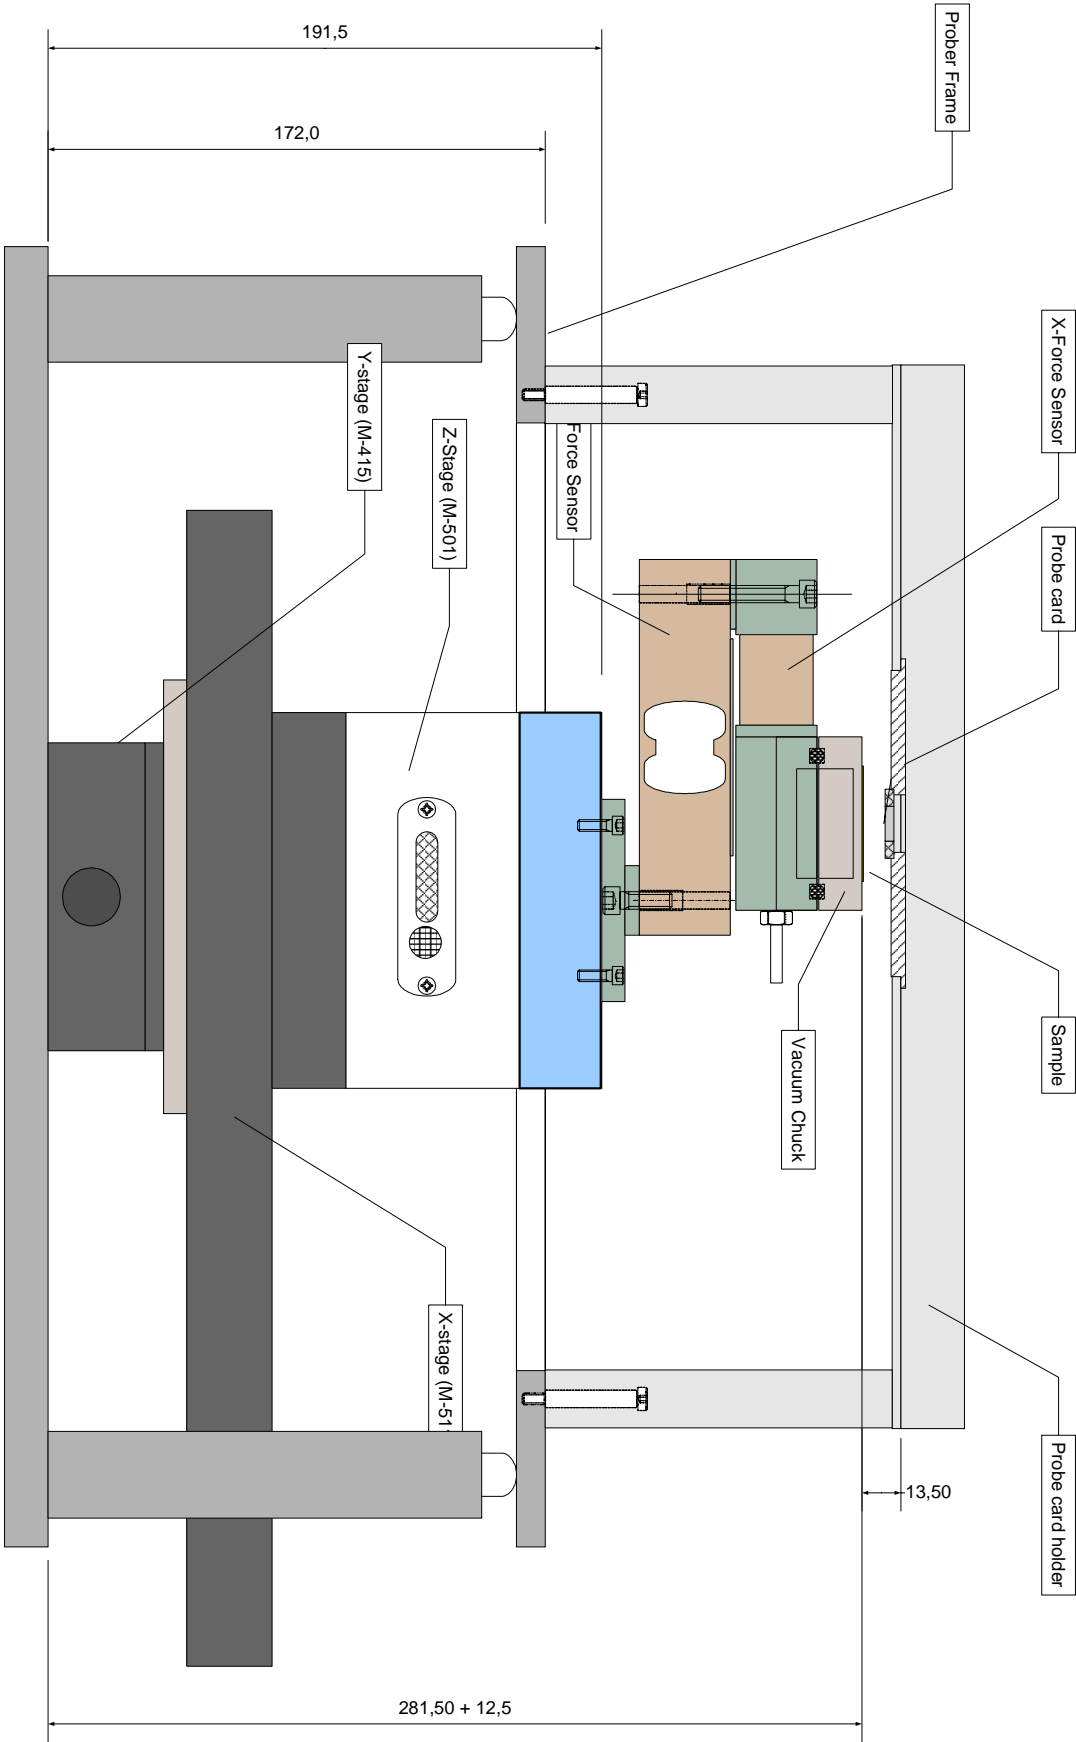 191,5
172,0
Prober Frame
X-Force Sensor
Probe card
Sample
Probe card holder
Y-stage (M-415)
Z-Stage (M-501)
Force Sensor
Vacuum Chuck
X-stage (M-51
13,50
281,50 + 12,5